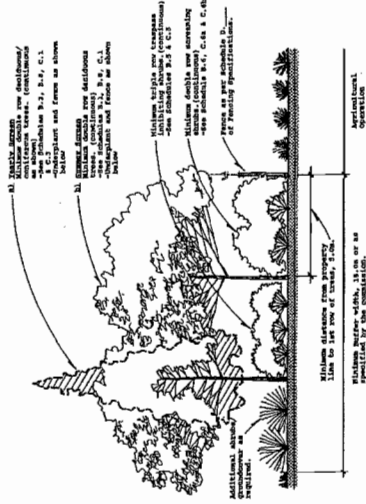 a) Yearly Screen
Minimum double row deciduous/
coniferous trees. (continuous
as shown)
-See Schedules B.3, B.2, C.1
& C.3
-Underplant and fence as shown
below
b) Summer Screen
Minimum double row deciduous
trees. (continuous)
-See Schedules B.1, B.2, C.1
-Underplant and fence as shown
below
Minimum triple row trespass
inhibiting shrubs. (continuous)
-See Schedules B.5 & C.5
Minimum double row screening
shrubs. (continuous)
-See Schedule B.6, C.6a & C.6b
Fence as per Schedule D.
of Fencing Specifications.
Additional shrubs/
groundcover as
required.
Minimum distance from property
line to 1st row of trees,
Minimum Buffer width, 15.0m or as
specified by the commission.
Agricultural
Operation